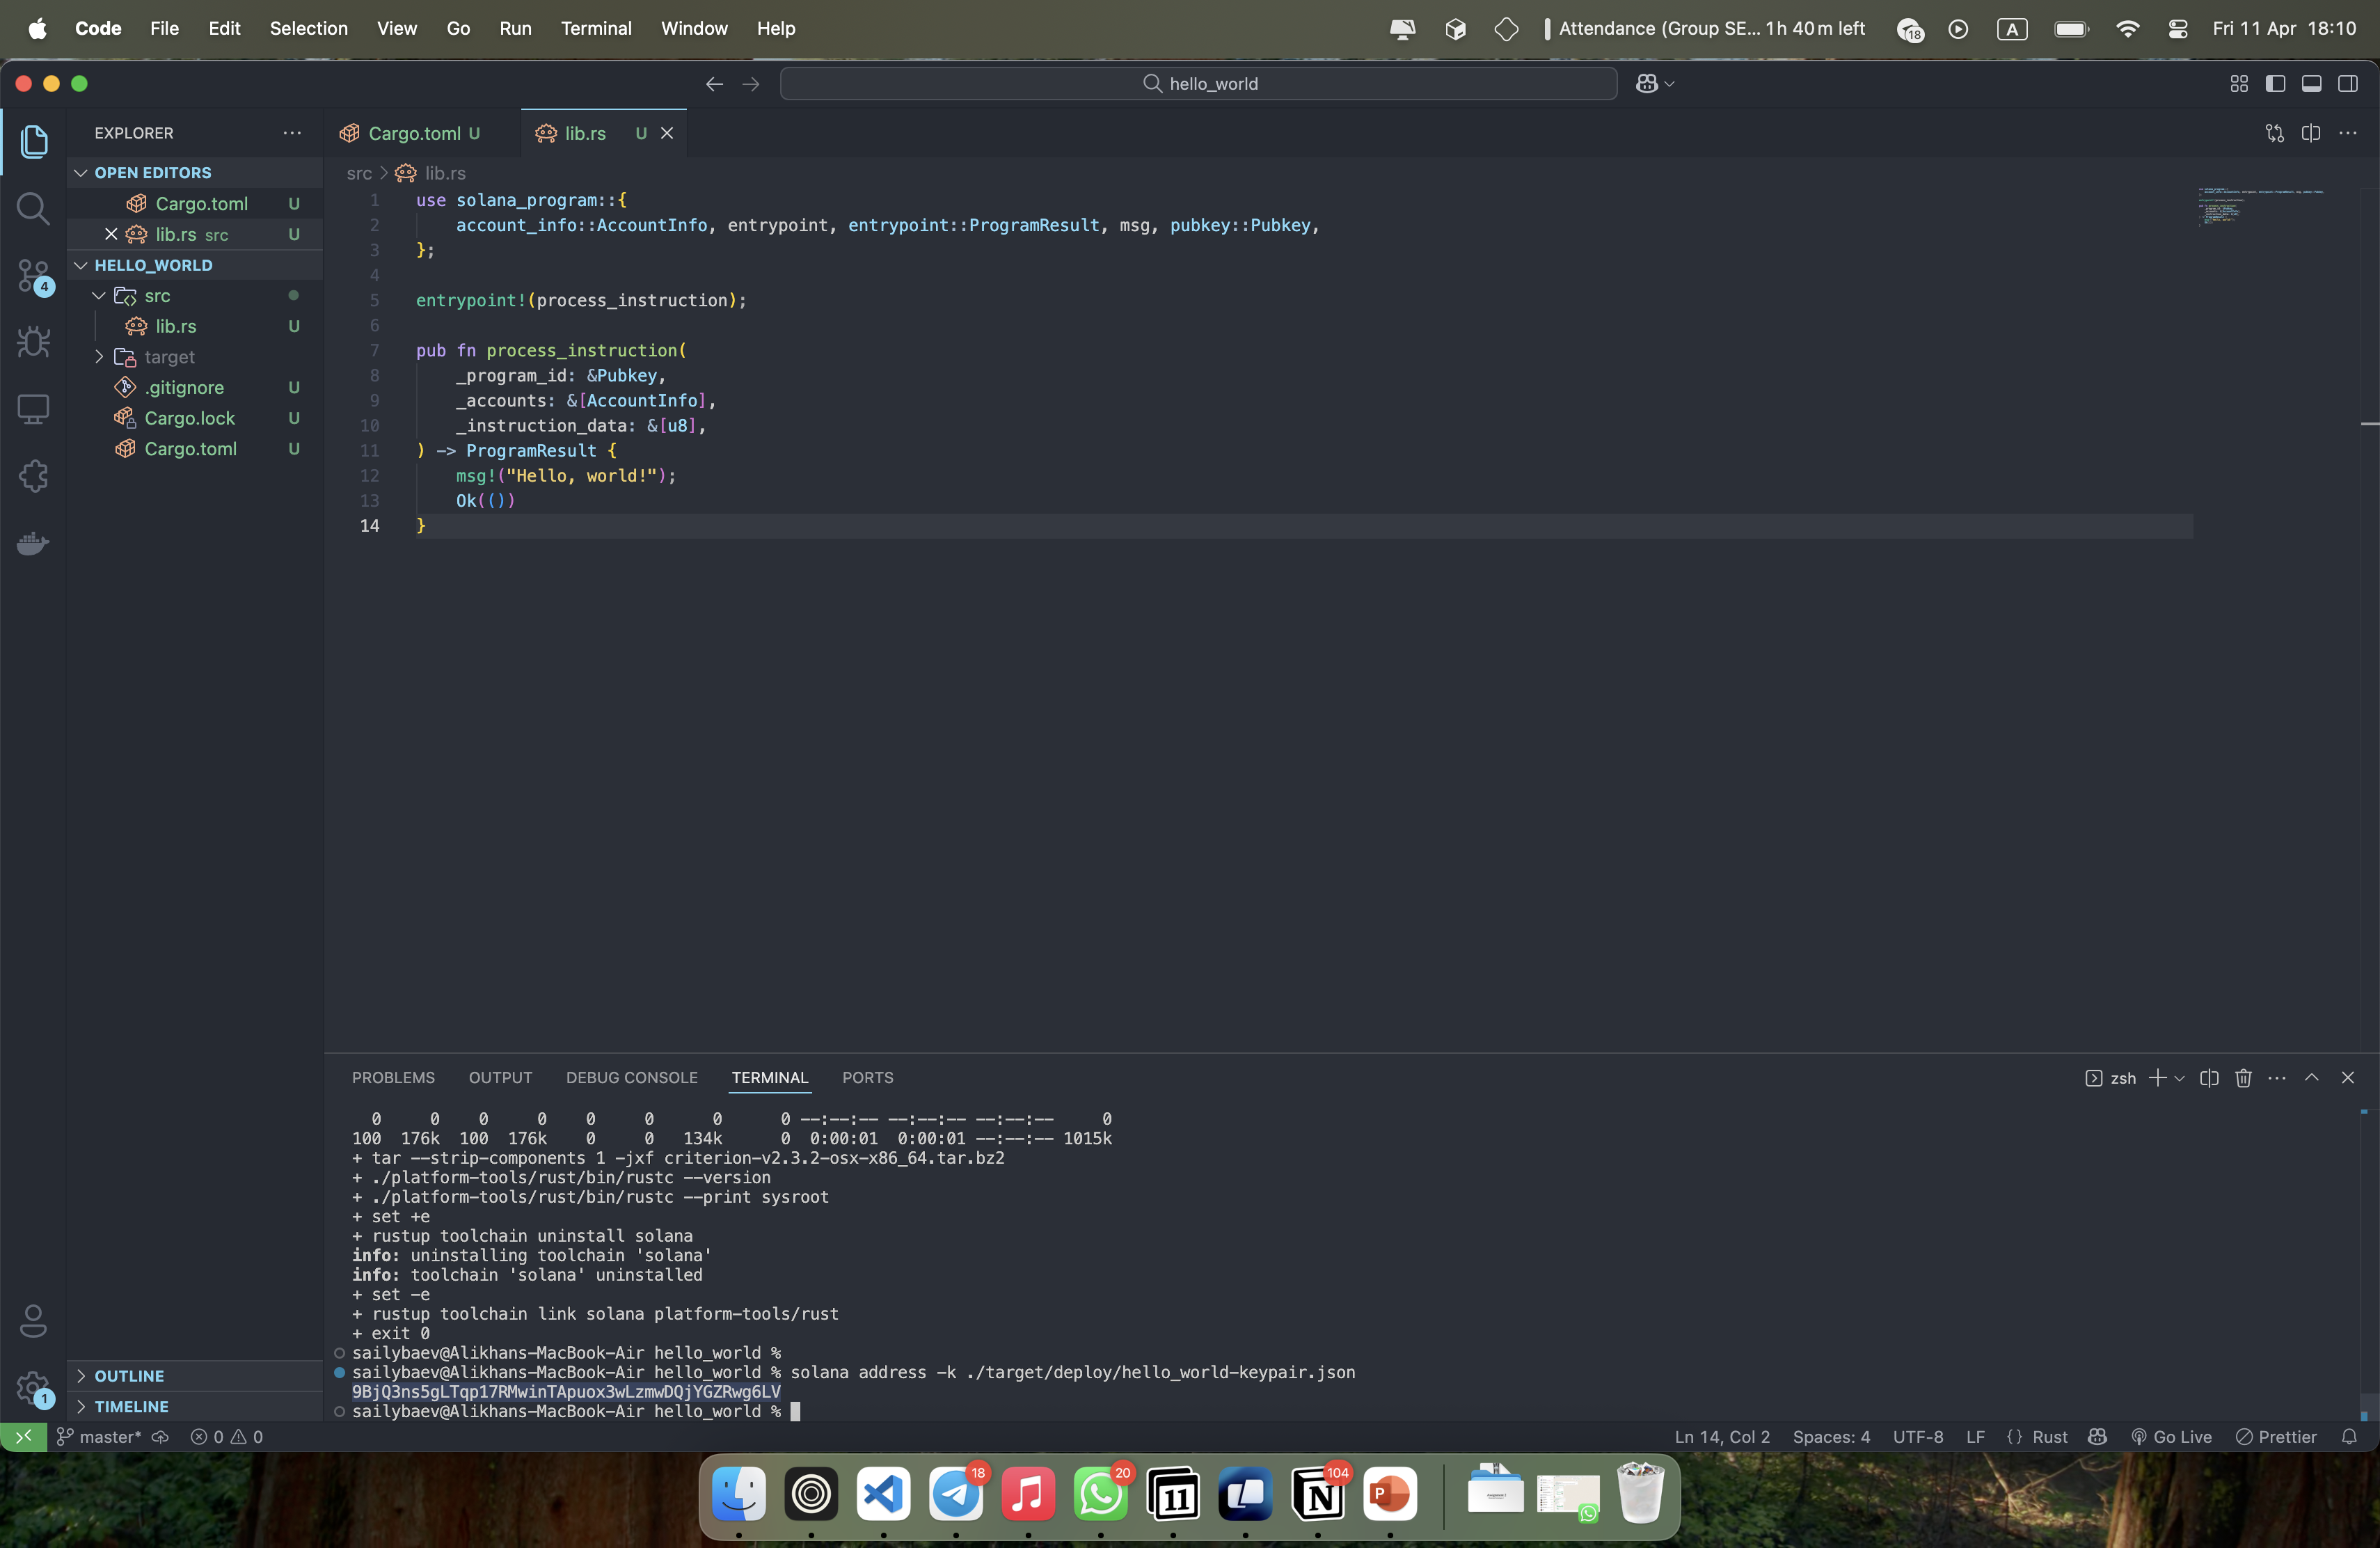 Code File Edit Selection View Go Run Terminal Window Help Attendance (Group SE... 1h 40m left 18 A Fri 11 Apr 18:10
hello_world
EXPLORER
OPEN EDITORS
Cargo.toml U
lib.rs src U
HELLO_WORLD
src
lib.rs U
target
.gitignore U
Cargo.lock U
Cargo.toml U
OUTLINE
TIMELINE
4
1
Cargo.toml U lib.rs U
src > lib.rs
1 use solana_program::{
2 account_info::AccountInfo, entrypoint, entrypoint::ProgramResult, msg, pubkey::Pubkey,
3 };
4
5 entrypoint!(process_instruction);
6
7 pub fn process_instruction(
8 _program_id: &Pubkey,
9 _accounts: &[AccountInfo],
10 _instruction_data: &[u8],
11 ) -> ProgramResult {
12 msg!("Hello, world!");
13 Ok(())
14 }
PROBLEMS OUTPUT DEBUG CONSOLE TERMINAL PORTS zsh
0 0 0 0 0 0 0 0 --:--:-- --:--:-- --:--:-- 0
100 176k 100 176k 0 0 134k 0 0:00:01 0:00:01 --:--:-- 1015k
+ tar --strip-components 1 -jxf criterion-v2.3.2-osx-x86_64.tar.bz2
+ ./platform-tools/rust/bin/rustc --version
+ ./platform-tools/rust/bin/rustc --print sysroot
+ set +e
+ rustup toolchain uninstall solana
info: uninstalling toolchain 'solana'
info: toolchain 'solana' uninstalled
+ set -e
+ rustup toolchain link solana platform-tools/rust
+ exit 0
sailybaev@Alikhans-MacBook-Air hello_world %
sailybaev@Alikhans-MacBook-Air hello_world % solana address -k ./target/deploy/hello_world-keypair.json
9BjQ3ns5gLTqp17RMwinTApuox3wLzmwDQjYGZRwg6LV
sailybaev@Alikhans-MacBook-Air hello_world %
master* 0 0 Ln 14, Col 2 Spaces: 4 UTF-8 LF {} Rust Go Live Prettier
18 20 11 N 104 P